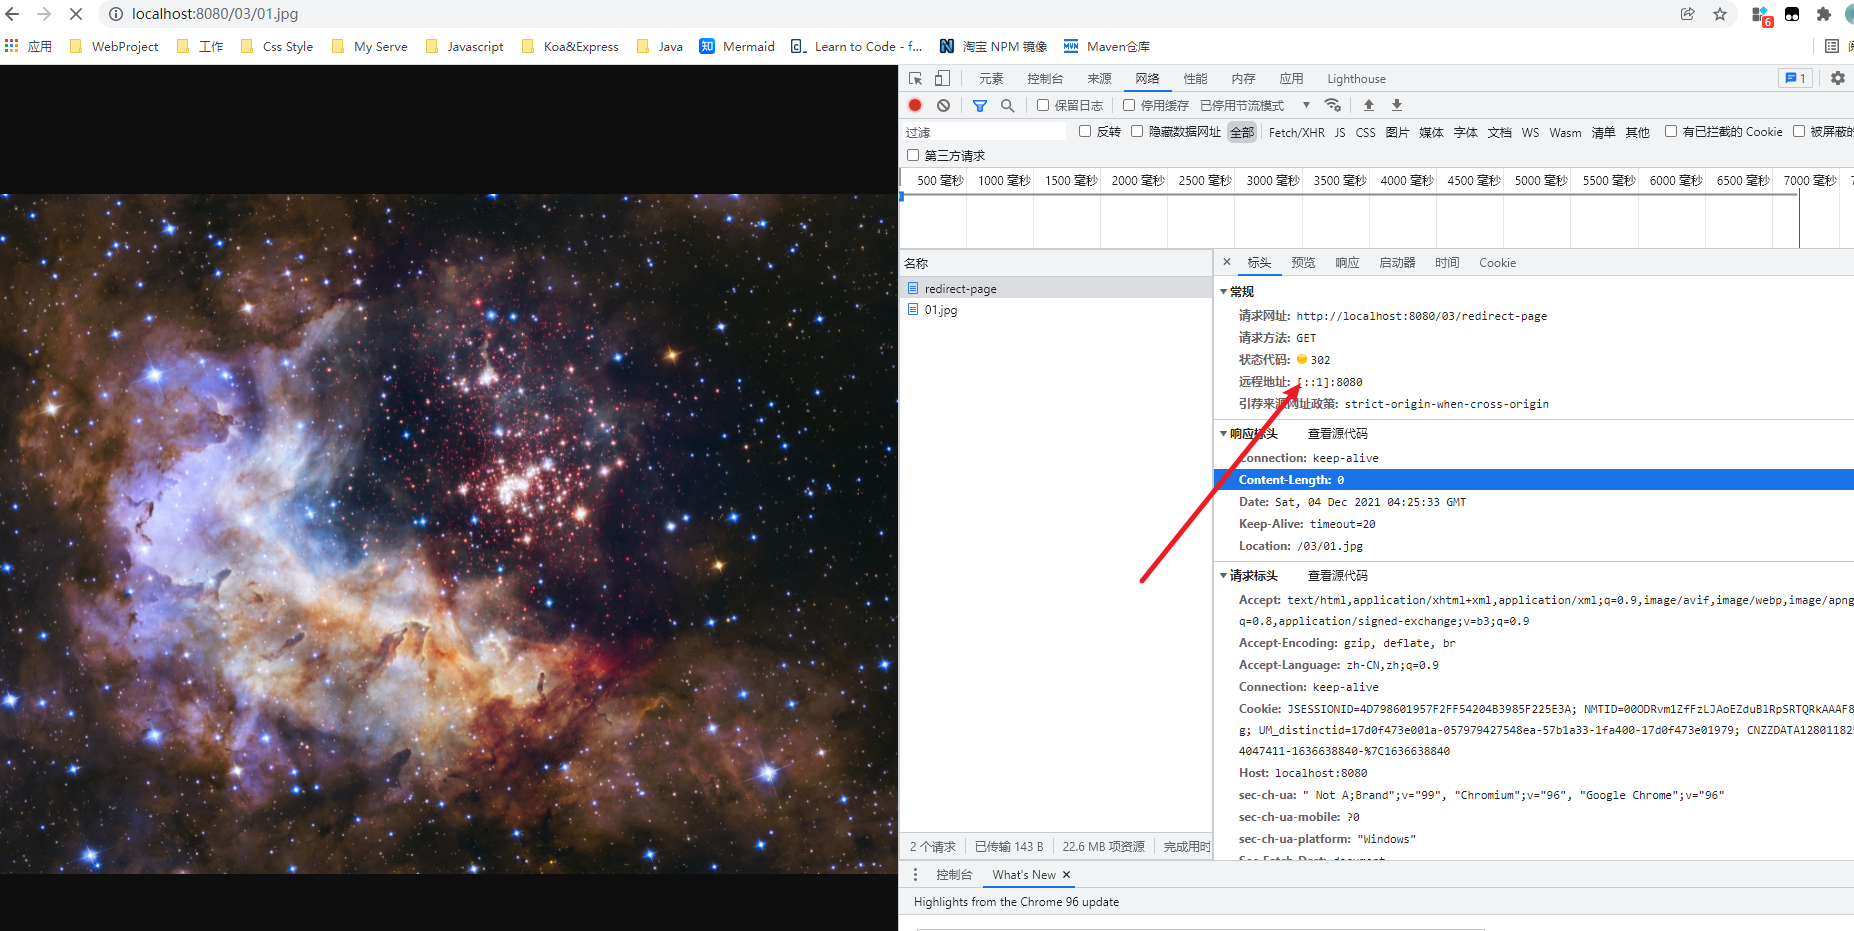 localhost:8080/03/01.jpg
6
应用 WebProject 工作 Css Style My Serve Javascript Koa&Express Java 知 Mermaid Learn to Code - f... 淘宝 NPM 镜像 Maven仓库
元素 控制台 来源 网络 性能 内存 应用 Lighthouse 1
保留日志 停用缓存 已停用节流模式
过滤 反转 隐藏数据网址 全部 Fetch/XHR JS CSS 图片 媒体 字体 文档 WS Wasm 清单 其他 有已拦截的 Cookie 被屏蔽的
第三方请求
500 毫秒 1000 毫秒 1500 毫秒 2000 毫秒 2500 毫秒 3000 毫秒 3500 毫秒 4000 毫秒 4500 毫秒 5000 毫秒 5500 毫秒 6000 毫秒 6500 毫秒 7000 毫秒
名称
redirect-page
01.jpg
标头 预览 响应 启动器 时间 Cookie
常规
请求网址: http://localhost:8080/03/redirect-page
请求方法: GET
状态代码: 302
远程地址: [::1]:8080
引荐来源网址政策: strict-origin-when-cross-origin
响应标头 查看源代码
Connection: keep-alive
Content-Length: 0
Date: Sat, 04 Dec 2021 04:25:33 GMT
Keep-Alive: timeout=20
Location: /03/01.jpg
请求标头 查看源代码
Accept: text/html,application/xhtml+xml,application/xml;q=0.9,image/avif,image/webp,image/apng
q=0.8,application/signed-exchange;v=b3;q=0.9
Accept-Encoding: gzip, deflate, br
Accept-Language: zh-CN,zh;q=0.9
Connection: keep-alive
Cookie: JSESSIONID=4D798601957F2FF54204B3985F225E3A; NMTID=00ODRvm1ZfFzLJAoEZduBlRpSRTQRkAAAF8
g; UM_distinctid=17d0f473e001a-057979427548ea-57b1a33-1fa400-17d0f473e01979; CNZZDATA12801182
4047411-1636638840-%7C1636638840
Host: localhost:8080
sec-ch-ua: " Not A;Brand";v="99", "Chromium";v="96", "Google Chrome";v="96"
sec-ch-ua-mobile: ?0
sec-ch-ua-platform: "Windows"
Sec-Fetch-Dest: document
2 个请求 已传输 143 B 22.6 MB 项资源 完成用时
控制台 What's New
Highlights from the Chrome 96 update